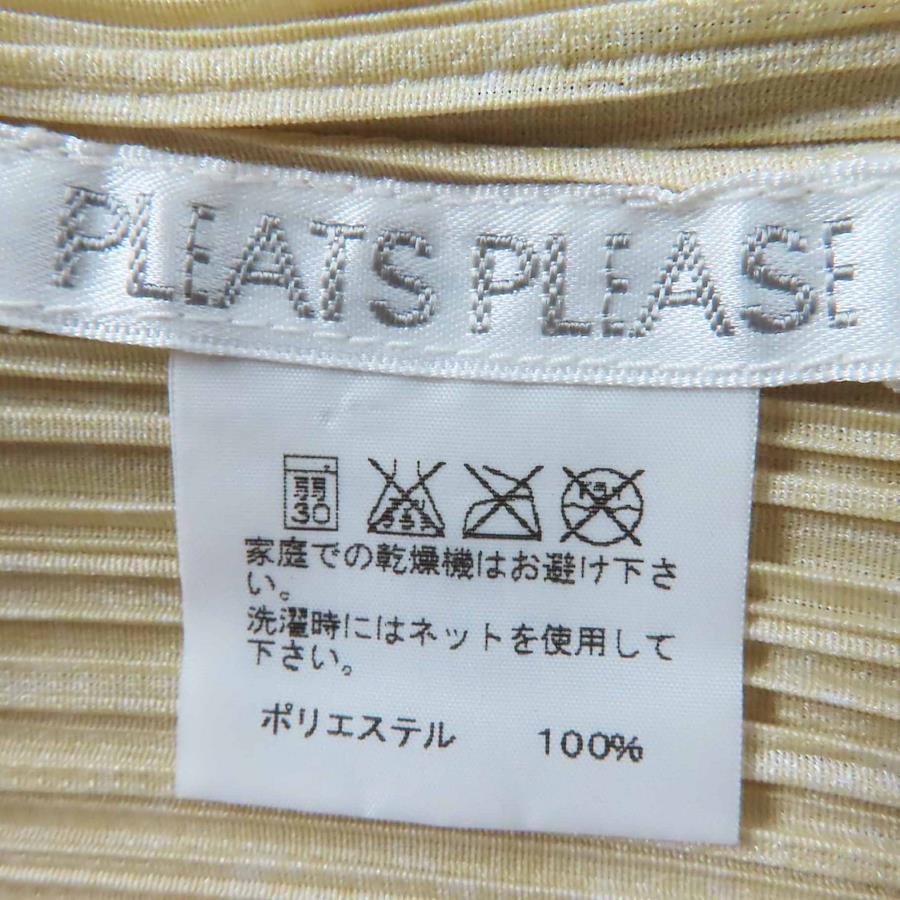 PLEATS PLEASE
弱
30
家庭での乾燥機はお避け下さ
い。
洗濯時にはネットを使用して
下さい。
ポリエステル 100%